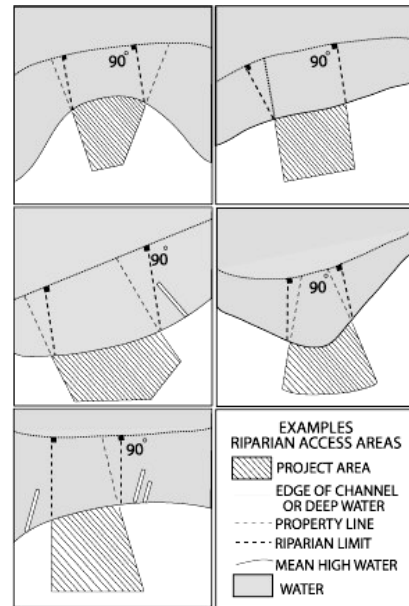 90°
90°
90°
90°
90°
EXAMPLES
RIPARIAN ACCESS AREAS
PROJECT AREA
EDGE OF CHANNEL
OR DEEP WATER
PROPERTY LINE
RIPARIAN LIMIT
MEAN HIGH WATER
WATER